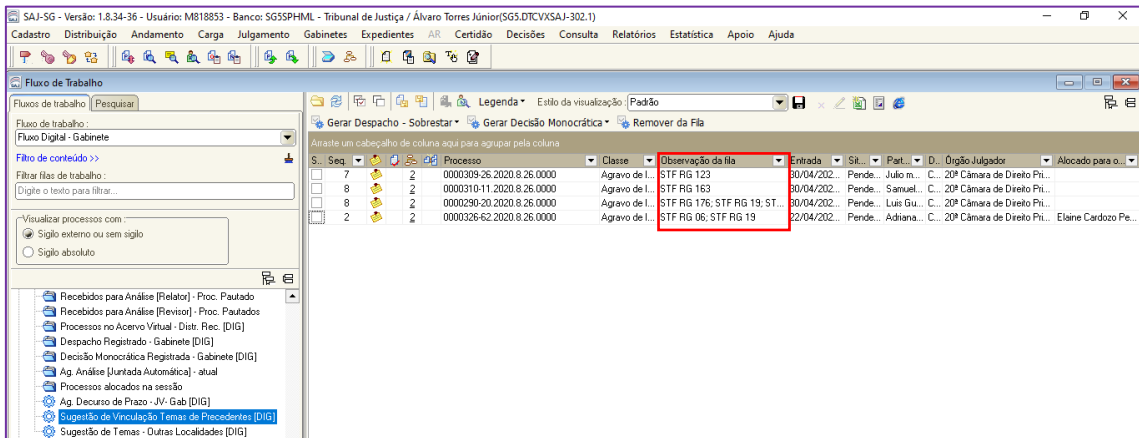 SAJ-SG - Versão: 1.8.34-36 - Usuário: M818853 - Banco: SG5SPHML - Tribunal de Justiça / Álvaro Torres Júnior(SG5.DTCVXSAJ-302.1)
Cadastro Distribuição Andamento Carga Julgamento Gabinetes Expedientes AR Certidão Decisões Consulta Relatórios Estatística Apoio Ajuda
Fluxo de Trabalho
Fluxos de trabalho Pesquisar
Legenda Estilo da visualização: Padrão
Fluxo de trabalho :
Gerar Despacho - Sobrestar Gerar Decisão Monocrática Remover da Fila
Fluxo Digital - Gabinete
Arraste um cabeçalho de coluna aqui para agrupar pela coluna
Filtro de conteúdo >>
S... Seq. Processo Classe Observação da fila Entrada Sit... Part... D.. Órgão Julgador Alocado para o...
Filtrar filas de trabalho :
7 2 0000309-26.2020.8.26.0000 Agravo de I... STF RG 123 30/04/202... Pende... Julio m... C... 20ª Câmara de Direito Pri...
Digite o texto para filtrar...
8 2 0000310-11.2020.8.26.0000 Agravo de I... STF RG 163 30/04/202... Pende... Samuel... C... 20ª Câmara de Direito Pri...
8 2 0000290-20.2020.8.26.0000 Agravo de I... STF RG 176; STF RG 19; ST... 30/04/202... Pende... Luis Gu... C... 20ª Câmara de Direito Pri...
2 2 0000326-62.2020.8.26.0000 Agravo de I... STF RG 06; STF RG 19 22/04/202... Pende... Adriana... C... 20ª Câmara de Direito Pri... Elaine Cardozo Pe...
Visualizar processos com :
Sigilo externo ou sem sigilo
Sigilo absoluto
Recebidos para Análise [Relator] - Proc. Pautado
Recebidos para Análise [Revisor] - Proc. Pautados
Processos no Acervo Virtual - Distr. Rec. [DIG]
Despacho Registrado - Gabinete [DIG]
Decisão Monocrática Registrada - Gabinete [DIG]
Ag. Análise [Juntada Automática] - atual
Processos alocados na sessão
Ag. Decurso de Prazo - JV- Gab [DIG]
Sugestão de Vinculação Temas de Precedentes [DIG]
Sugestão de Temas - Outras Localidades [DIG]